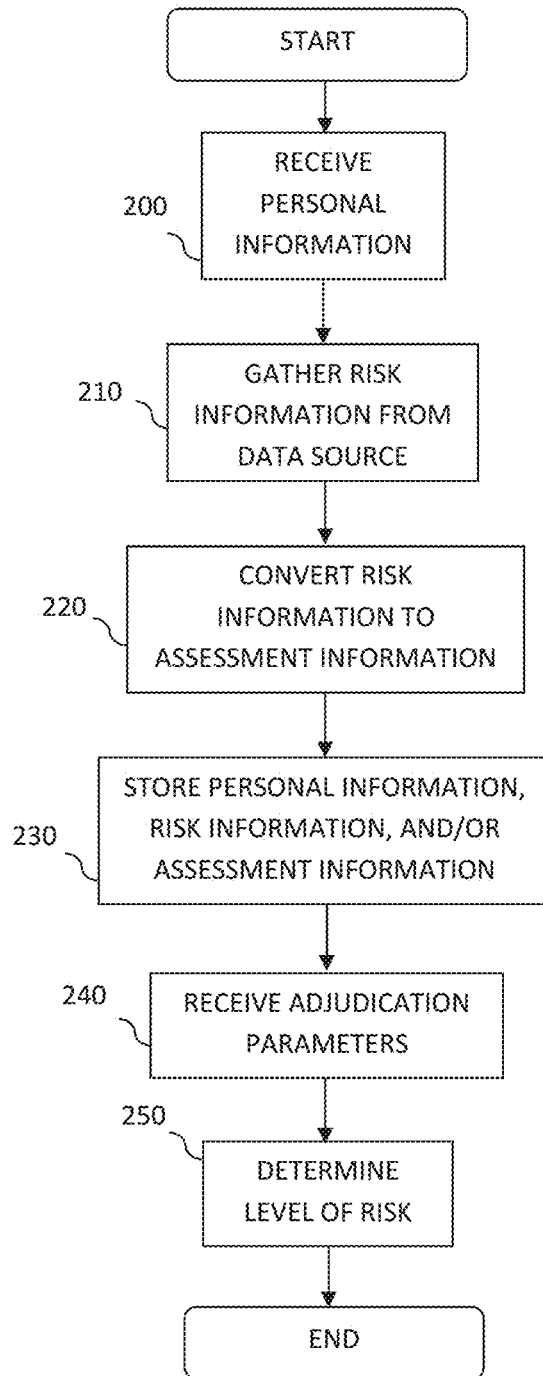 START
RECEIVE
PERSONAL
INFORMATION
200
GATHER RISK
INFORMATION FROM
DATA SOURCE
210
CONVERT RISK
INFORMATION TO
ASSESSMENT INFORMATION
220
STORE PERSONAL INFORMATION,
RISK INFORMATION, AND/OR
ASSESSMENT INFORMATION
230
RECEIVE ADJUDICATION
PARAMETERS
240
250
DETERMINE
LEVEL OF RISK
END